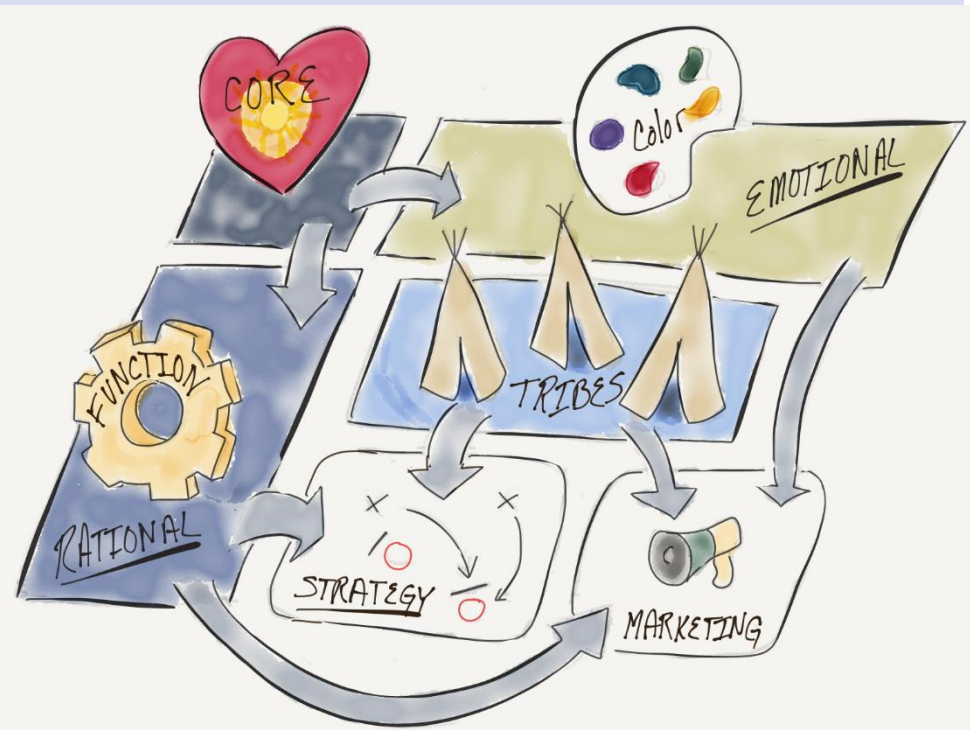 CORE
Color
EMOTIONAL
TRIBES
FUNCTION
RATIONAL
STRATEGY
MARKETING